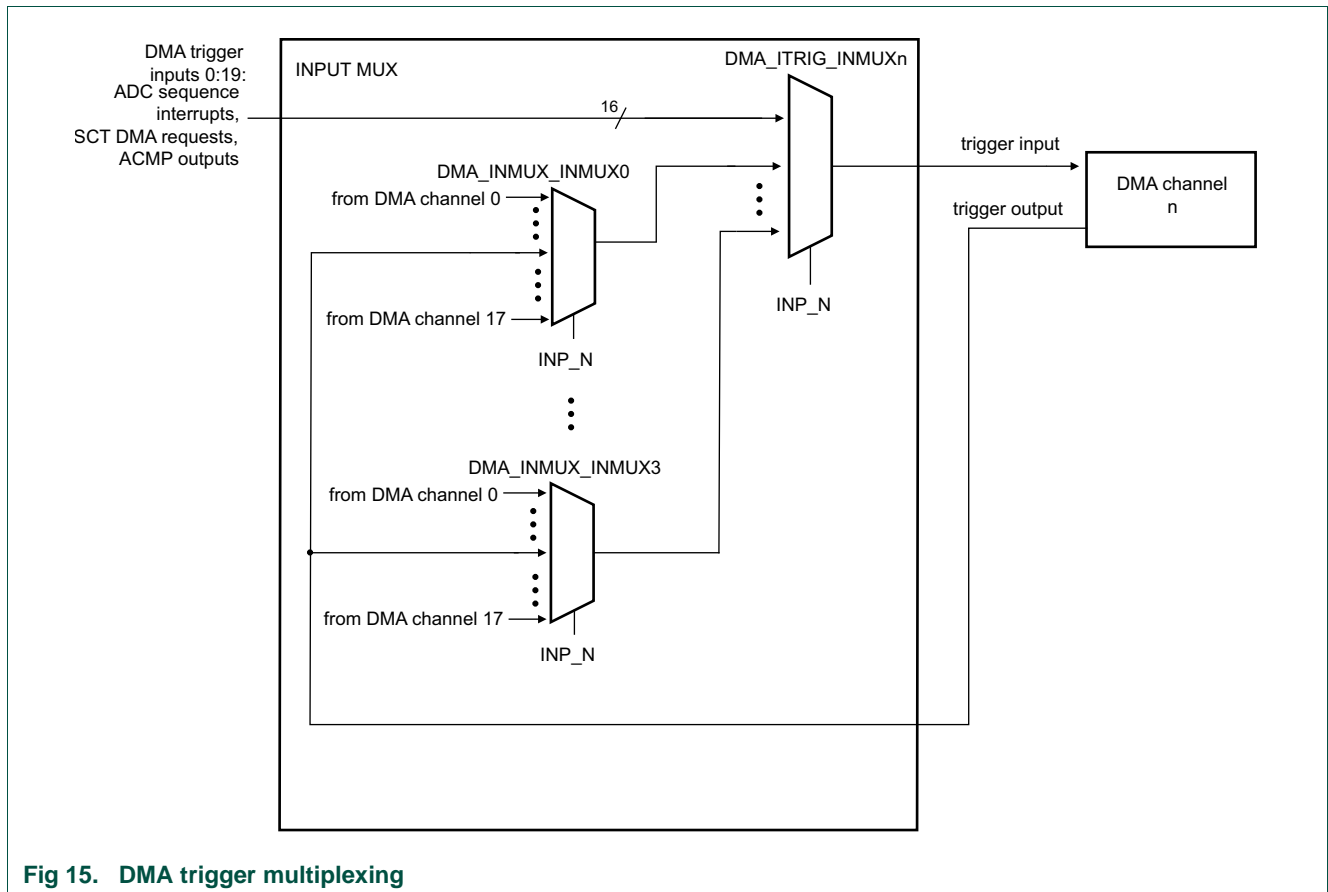 DMA trigger
inputs 0:19:
ADC sequence
interrupts,
SCT DMA requests,
ACMP outputs
INPUT MUX
16
DMA_ITRIG_INMUXn
INP_N
trigger input
trigger output
DMA channel
n
DMA_INMUX_INMUX0
from DMA channel 0
from DMA channel 17
INP_N
DMA_INMUX_INMUX3
from DMA channel 0
from DMA channel 17
INP_N
Fig 15. DMA trigger multiplexing